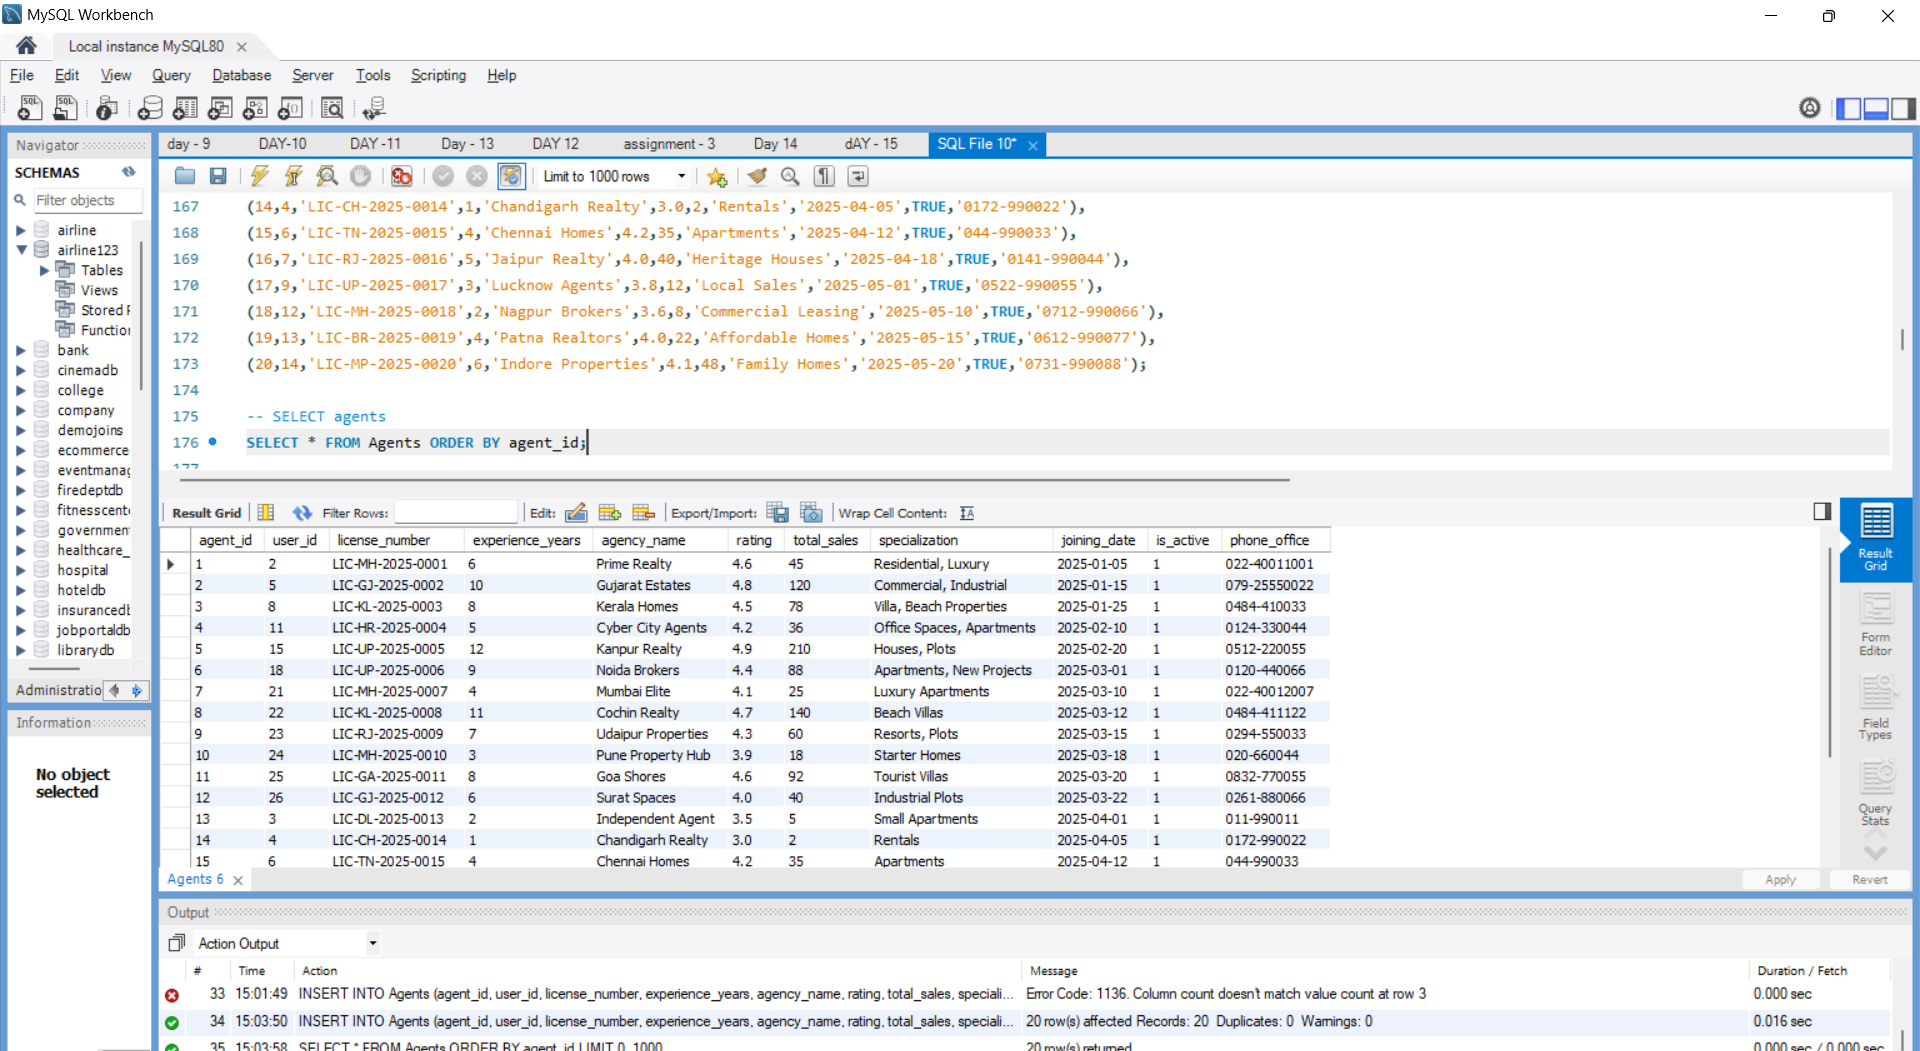 MySQL Workbench
Local instance MySQL80
File Edit View Query Database Server Tools Scripting Help
Navigator
SCHEMAS
Filter objects
airline
airline123
Tables
Views
Stored P
Function
bank
cinemadb
college
company
demojoins
ecommerce
eventmanag
firedeptdb
fitnesscent
government
healthcare_
hospital
hoteldb
insurancedb
jobportaldb
librarydb
Administratio
Information
No object
selected
day - 9 DAY-10 DAY -11 Day - 13 DAY 12 assignment - 3 Day 14 dAY - 15 SQL File 10*
Limit to 1000 rows
167 (14,4,'LIC-CH-2025-0014',1,'Chandigarh Realty',3.0,2,'Rentals','2025-04-05',TRUE,'0172-990022'),
168 (15,6,'LIC-TN-2025-0015',4,'Chennai Homes',4.2,35,'Apartments','2025-04-12',TRUE,'044-990033'),
169 (16,7,'LIC-RJ-2025-0016',5,'Jaipur Realty',4.0,40,'Heritage Houses','2025-04-18',TRUE,'0141-990044'),
170 (17,9,'LIC-UP-2025-0017',3,'Lucknow Agents',3.8,12,'Local Sales','2025-05-01',TRUE,'0522-990055'),
171 (18,12,'LIC-MH-2025-0018',2,'Nagpur Brokers',3.6,8,'Commercial Leasing','2025-05-10',TRUE,'0712-990066'),
172 (19,13,'LIC-BR-2025-0019',4,'Patna Realtors',4.0,22,'Affordable Homes','2025-05-15',TRUE,'0612-990077'),
173 (20,14,'LIC-MP-2025-0020',6,'Indore Properties',4.1,48,'Family Homes','2025-05-20',TRUE,'0731-990088');
174
175 -- SELECT agents
176 SELECT * FROM Agents ORDER BY agent_id;
177
Result Grid Filter Rows: Edit: Export/Import: Wrap Cell Content:
agent_id user_id license_number experience_years agency_name rating total_sales specialization joining_date is_active phone_office
1 2 LIC-MH-2025-0001 6 Prime Realty 4.6 45 Residential, Luxury 2025-01-05 1 022-40011001
2 5 LIC-GJ-2025-0002 10 Gujarat Estates 4.8 120 Commercial, Industrial 2025-01-15 1 079-25550022
3 8 LIC-KL-2025-0003 8 Kerala Homes 4.5 78 Villa, Beach Properties 2025-01-25 1 0484-410033
4 11 LIC-HR-2025-0004 5 Cyber City Agents 4.2 36 Office Spaces, Apartments 2025-02-10 1 0124-330044
5 15 LIC-UP-2025-0005 12 Kanpur Realty 4.9 210 Houses, Plots 2025-02-20 1 0512-220055
6 18 LIC-UP-2025-0006 9 Noida Brokers 4.4 88 Apartments, New Projects 2025-03-01 1 0120-440066
7 21 LIC-MH-2025-0007 4 Mumbai Elite 4.1 25 Luxury Apartments 2025-03-10 1 022-40012007
8 22 LIC-KL-2025-0008 11 Cochin Realty 4.7 140 Beach Villas 2025-03-12 1 0484-411122
9 23 LIC-RJ-2025-0009 7 Udaipur Properties 4.3 60 Resorts, Plots 2025-03-15 1 0294-550033
10 24 LIC-MH-2025-0010 3 Pune Property Hub 3.9 18 Starter Homes 2025-03-18 1 020-660044
11 25 LIC-GA-2025-0011 8 Goa Shores 4.6 92 Tourist Villas 2025-03-20 1 0832-770055
12 26 LIC-GJ-2025-0012 6 Surat Spaces 4.0 40 Industrial Plots 2025-03-22 1 0261-880066
13 3 LIC-DL-2025-0013 2 Independent Agent 3.5 5 Small Apartments 2025-04-01 1 011-990011
14 4 LIC-CH-2025-0014 1 Chandigarh Realty 3.0 2 Rentals 2025-04-05 1 0172-990022
15 6 LIC-TN-2025-0015 4 Chennai Homes 4.2 35 Apartments 2025-04-12 1 044-990033
Result
Grid
Form
Editor
Field
Types
Query
Stats
Agents 6
Apply Revert
Output
Action Output
# Time Action Message Duration / Fetch
33 15:01:49 INSERT INTO Agents (agent_id, user_id, license_number, experience_years, agency_name, rating, total_sales, speciali... Error Code: 1136. Column count doesn't match value count at row 3 0.000 sec
34 15:03:50 INSERT INTO Agents (agent_id, user_id, license_number, experience_years, agency_name, rating, total_sales, speciali... 20 row(s) affected Records: 20 Duplicates: 0 Warnings: 0 0.016 sec
35 15:03:58 SELECT * FROM Agents ORDER BY agent_id LIMIT 0, 1000 20 row(s) returned 0.000 sec / 0.000 sec